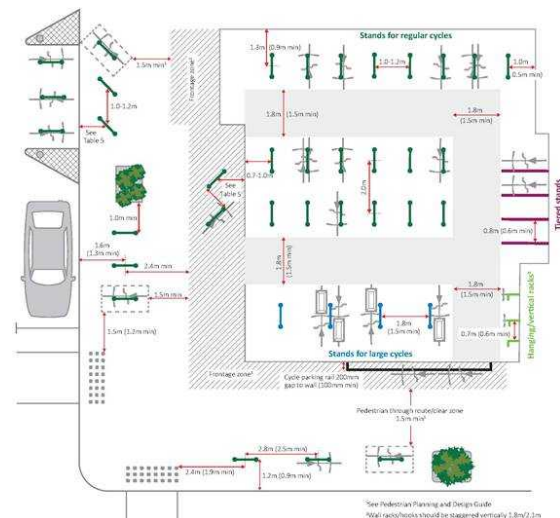 Stands for regular cycles
1.3m
(0.9m min)
1.0-1.2m
1.0m
0.5m min)
1.5m min¹
Frontage zone²
1.0-1.2m
See
Table 5
1.8m
(1.5m min)
1.8m
(1.5m min)
0.7-1.0m
See
Table 5
2.0m
Tiered stands
0.8m (0.6m min)
1.0m min
1.6m
(1.3m min)
2.4m min
1.8m
(1.5m min)
1.8m
(1.5m min)
1.5m min
1.5m (1.2m min)
1.8m
(1.5m min)
0.7m (0.6m min)
Hanging/vertical racks³
Stands for large cycles
Frontage zone²
Cycle parking rail 200mm
gap to wall (100mm min)
Pedestrian through route/clear zone
1.5m min¹
2.8m (2.5m min)
2.4m (1.9m min)
1.2m (0.9m min)
See Pedestrian Planning and Design Guide
Wall racks/hooks should be staggered vertically 1.8m/2.1m